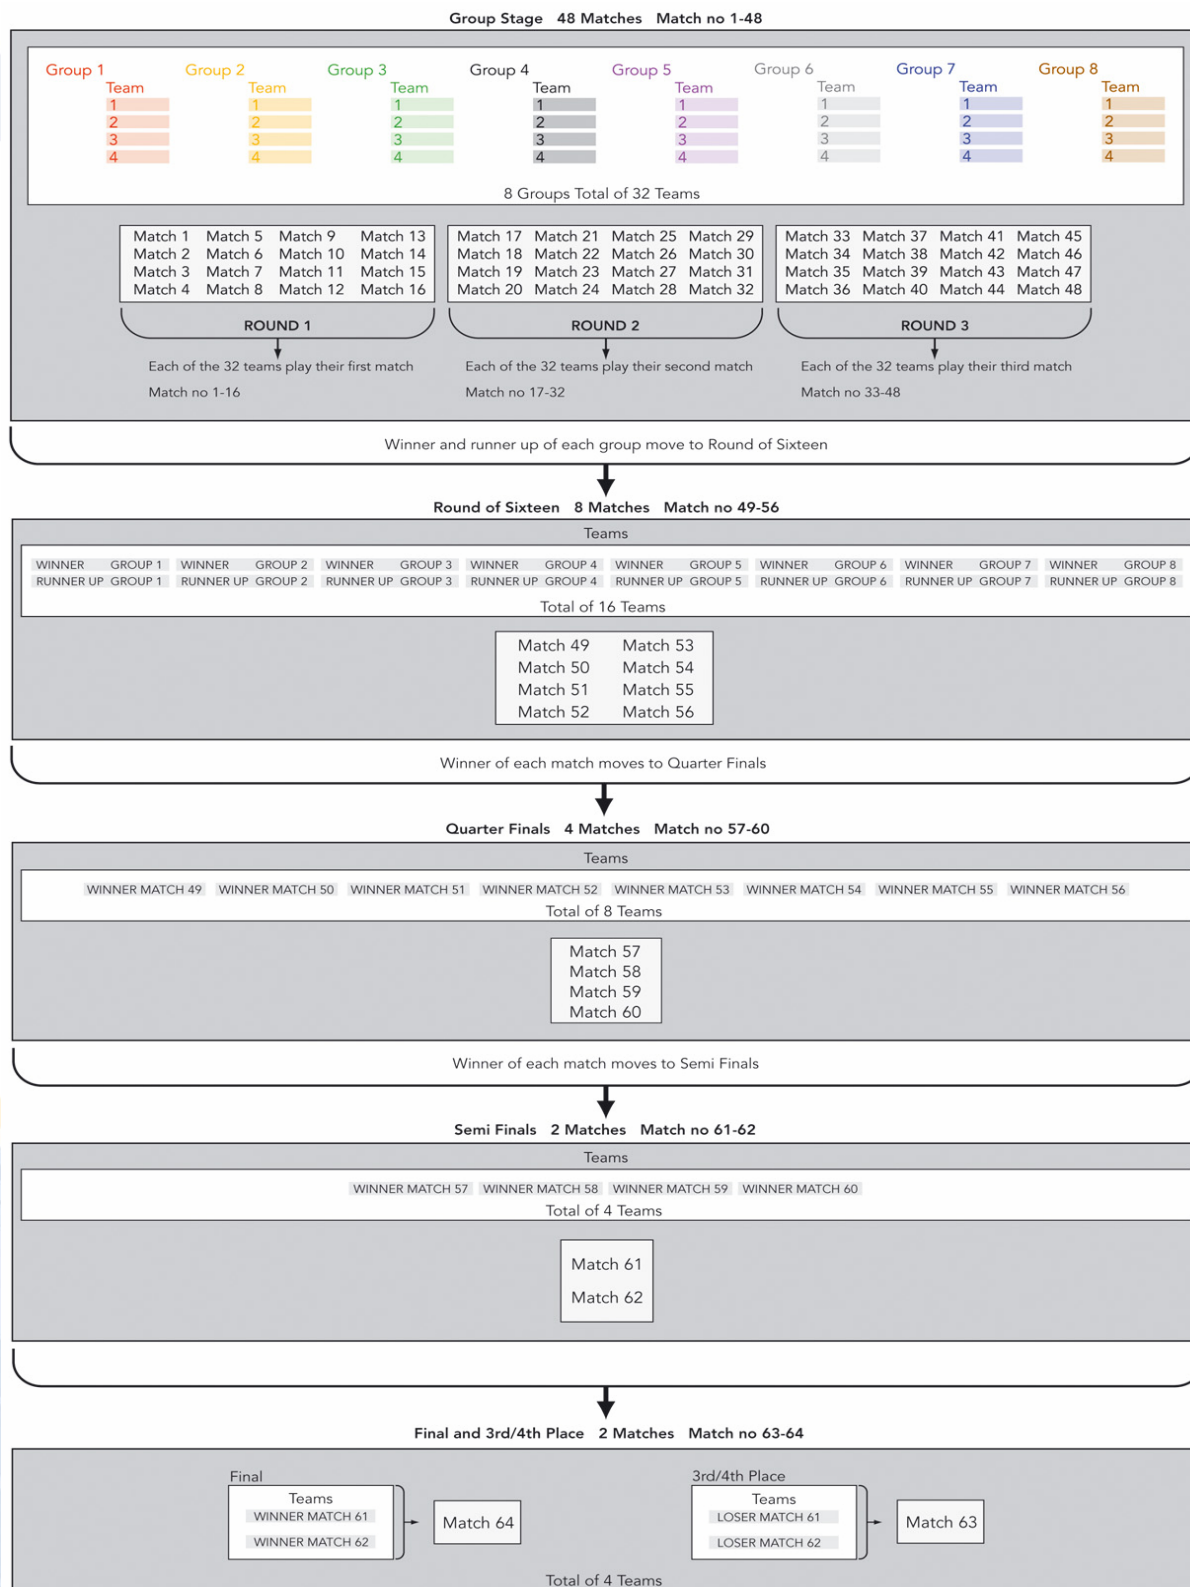 Group Stage 48 Matches Match no 1-48
Group 1 Group 2 Group 3 Group 4 Group 5 Group 6 Group 7 Group 8
Team Team Team Team Team Team Team Team
1 1 1 1 1 1 1 1
2 2 2 2 2 2 2 2
3 3 3 3 3 3 3 3
4 4 4 4 4 4 4 4
8 Groups Total of 32 Teams
Match 1 Match 5 Match 9 Match 13 Match 17 Match 21 Match 25 Match 29 Match 33 Match 37 Match 41 Match 45
Match 2 Match 6 Match 10 Match 14 Match 18 Match 22 Match 26 Match 30 Match 34 Match 38 Match 42 Match 46
Match 3 Match 7 Match 11 Match 15 Match 19 Match 23 Match 27 Match 31 Match 35 Match 39 Match 43 Match 47
Match 4 Match 8 Match 12 Match 16 Match 20 Match 24 Match 28 Match 32 Match 36 Match 40 Match 44 Match 48
ROUND 1 ROUND 2 ROUND 3
Each of the 32 teams play their first match Each of the 32 teams play their second match Each of the 32 teams play their third match
Match no 1-16 Match no 17-32 Match no 33-48
Winner and runner up of each group move to Round of Sixteen
Round of Sixteen 8 Matches Match no 49-56
Teams
WINNER GROUP 1 WINNER GROUP 2 WINNER GROUP 3 WINNER GROUP 4 WINNER GROUP 5 WINNER GROUP 6 WINNER GROUP 7 WINNER GROUP 8
RUNNER UP GROUP 1 RUNNER UP GROUP 2 RUNNER UP GROUP 3 RUNNER UP GROUP 4 RUNNER UP GROUP 5 RUNNER UP GROUP 6 RUNNER UP GROUP 7 RUNNER UP GROUP 8
Total of 16 Teams
Match 49 Match 53
Match 50 Match 54
Match 51 Match 55
Match 52 Match 56
Winner of each match moves to Quarter Finals
Quarter Finals 4 Matches Match no 57-60
Teams
WINNER MATCH 49 WINNER MATCH 50 WINNER MATCH 51 WINNER MATCH 52 WINNER MATCH 53 WINNER MATCH 54 WINNER MATCH 55 WINNER MATCH 56
Total of 8 Teams
Match 57
Match 58
Match 59
Match 60
Winner of each match moves to Semi Finals
Semi Finals 2 Matches Match no 61-62
Teams
WINNER MATCH 57 WINNER MATCH 58 WINNER MATCH 59 WINNER MATCH 60
Total of 4 Teams
Match 61
Match 62
Final and 3rd/4th Place 2 Matches Match no 63-64
Final 3rd/4th Place
Teams Teams
WINNER MATCH 61 Match 64 LOSER MATCH 61 Match 63
WINNER MATCH 62 LOSER MATCH 62
Total of 4 Teams